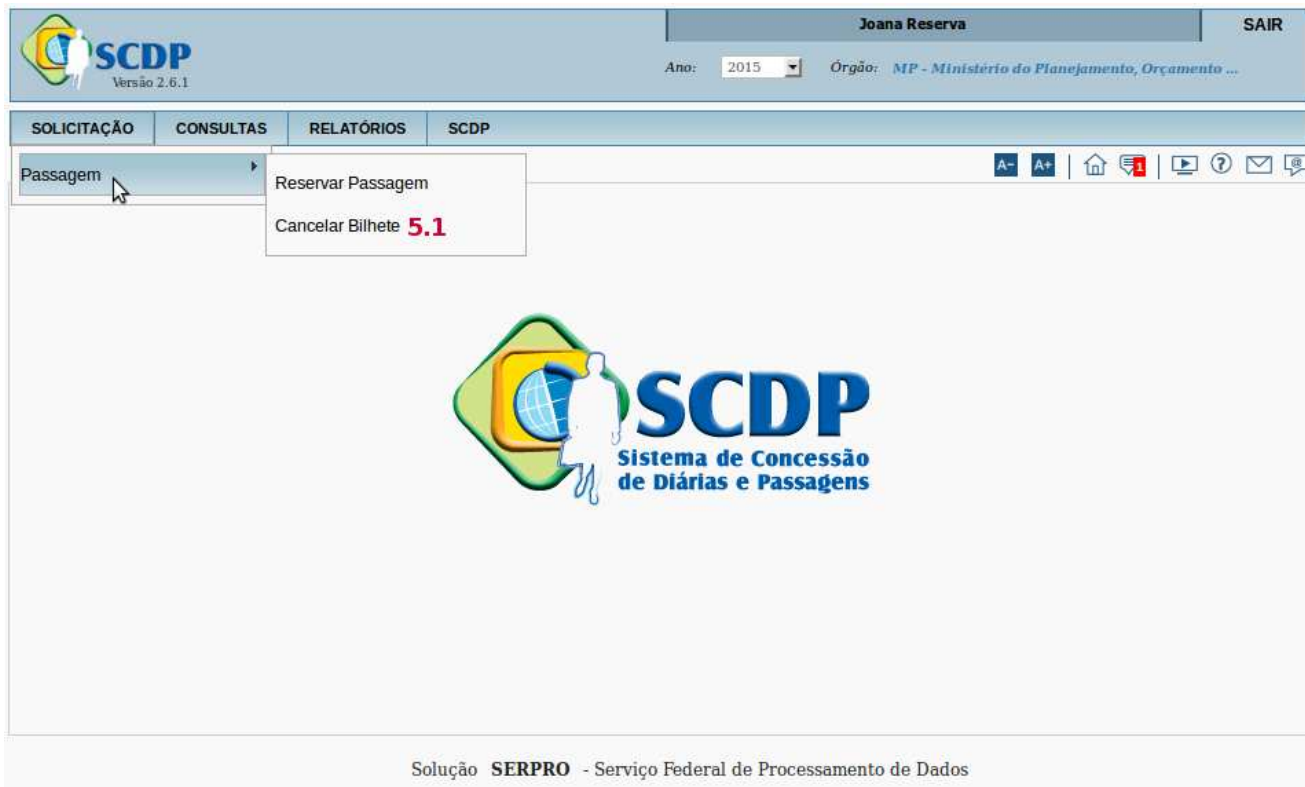 Joana Reserva
SAIR
SCDP
Versão 2.6.1
Ano: 2015 Órgão: MP - Ministério do Planejamento, Orçamento ...
SOLICITAÇÃO CONSULTAS RELATÓRIOS SCDP
A- A+ 1 ? @
Passagem
Reservar Passagem
Cancelar Bilhete 5.1
SCDP
Sistema de Concessão
de Diárias e Passagens
Solução SERPRO - Serviço Federal de Processamento de Dados